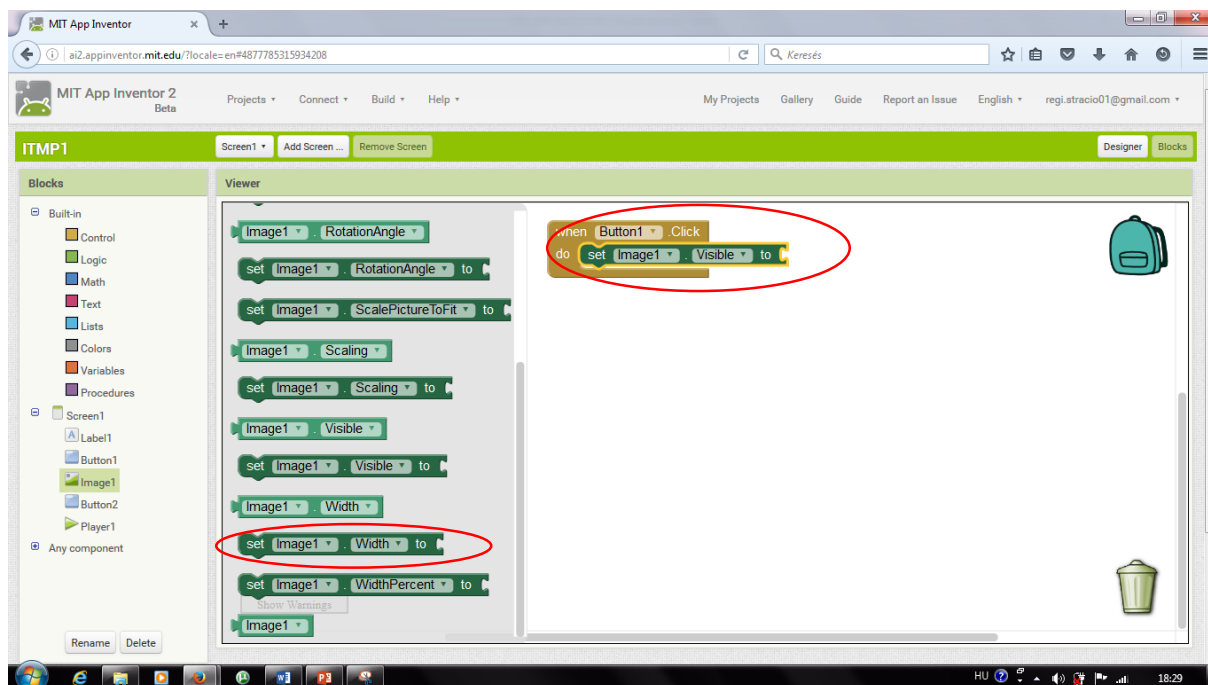 MIT App Inventor
ai2.appinventor.mit.edu/?locale=en#4877785315934208
Keresés
MIT App Inventor 2
Beta
Projects
Connect
Build
Help
My Projects
Gallery
Guide
Report an Issue
English
regi.stracio01@gmail.com
ITMP1
Screen1
Add Screen ...
Remove Screen
Designer
Blocks
Blocks
Viewer
Built-in
Control
Logic
Math
Text
Lists
Colors
Variables
Procedures
Screen1
Label1
Button1
Image1
Button2
Player1
Any component
Rename
Delete
Image1 . RotationAngle
set Image1 . RotationAngle to
set Image1 . ScalePictureToFit to
Image1 . Scaling
set Image1 . Scaling to
Image1 . Visible
set Image1 . Visible to
Image1 . Width
set Image1 . Width to
set Image1 . WidthPercent to
Show Warnings
Image1
when Button1 .Click
do set Image1 . Visible to
HU
18:29